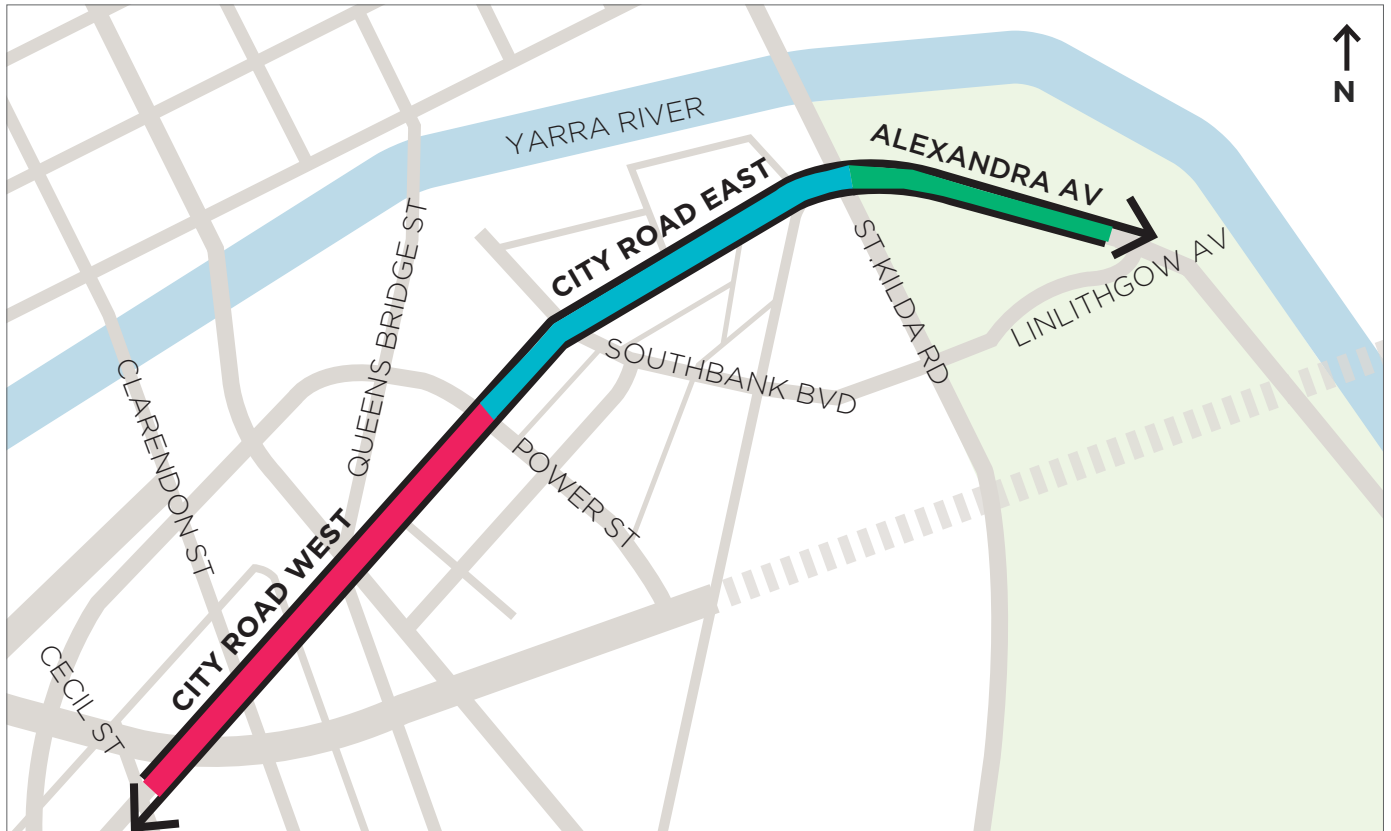 N
YARRA RIVER
ALEXANDRA AV
CITY ROAD EAST
QUEENS BRIDGE ST
ST.KILDA RD
LINLITHGOW AV
SOUTHBANK BVD
CLARENDON ST
POWER ST
CITY ROAD WEST
CECIL ST